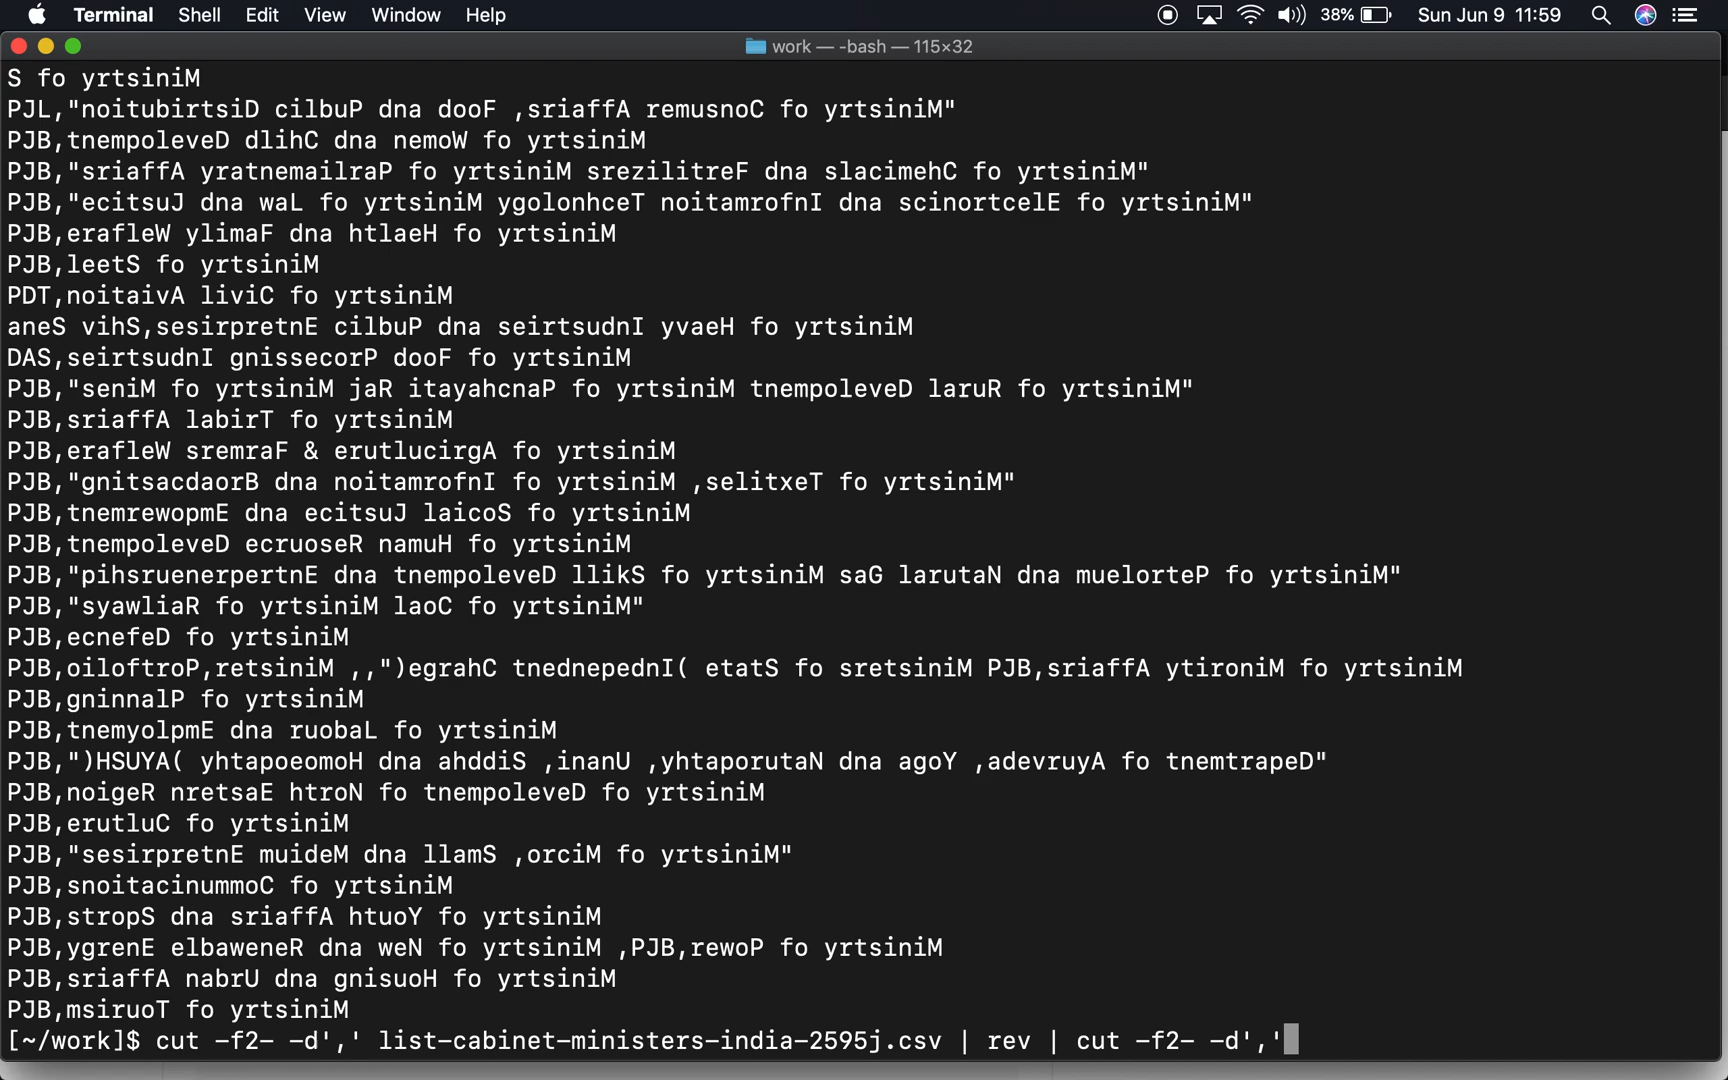 Terminal Shell Edit View Window Help 38% Sun Jun 9 11:59
work — -bash — 115×32
S fo yrtsiniM
PJL,"noitubirtsiD cilbuP dna dooF ,sriaffA remusnoC fo yrtsiniM"
PJB,tnempoleveD dlihC dna nemoW fo yrtsiniM
PJB,"sriaffA yratnemailraP fo yrtsiniM srezilitreF dna slacimehC fo yrtsiniM"
PJB,"ecitsuJ dna waL fo yrtsiniM ygolonhceT noitamrofnI dna scinortcelE fo yrtsiniM"
PJB,erafleW ylimaF dna htlaeH fo yrtsiniM
PJB,leetS fo yrtsiniM
PDT,noitaivA liviC fo yrtsiniM
aneS vihS,sesirpretnE cilbuP dna seirtsudnI yvaeH fo yrtsiniM
DAS,seirtsudnI gnissecorP dooF fo yrtsiniM
PJB,"seniM fo yrtsiniM jaR itayahcnaP fo yrtsiniM tnempoleveD laruR fo yrtsiniM"
PJB,sriaffA labirT fo yrtsiniM
PJB,erafleW sremraF & erutlucirgA fo yrtsiniM
PJB,"gnitsacdaorB dna noitamrofnI fo yrtsiniM ,selitxeT fo yrtsiniM"
PJB,tnemrewopmE dna ecitsuJ laicoS fo yrtsiniM
PJB,tnempoleveD ecruoseR namuH fo yrtsiniM
PJB,"pihsruenerpertnE dna tnempoleveD llikS fo yrtsiniM saG larutaN dna muelorteP fo yrtsiniM"
PJB,"syawliaR fo yrtsiniM laoC fo yrtsiniM"
PJB,ecnefeD fo yrtsiniM
PJB,oiloftroP,retsiniM ,,")egrahC tnednepednI( etatS fo sretsiniM PJB,sriaffA ytironiM fo yrtsiniM
PJB,gninnalP fo yrtsiniM
PJB,tnemyolpmE dna ruobaL fo yrtsiniM
PJB,")HSUYA( yhtapoeomoH dna ahddiS ,inanU ,yhtaporutaN dna agoY ,adevruyA fo tnemtrapeD"
PJB,noigeR nretsaE htroN fo tnempoleveD fo yrtsiniM
PJB,erutluC fo yrtsiniM
PJB,"sesirpretnE muideM dna llamS ,orciM fo yrtsiniM"
PJB,snoitacinummoC fo yrtsiniM
PJB,stropS dna sriaffA htuoY fo yrtsiniM
PJB,ygrenE elbaweneR dna weN fo yrtsiniM ,PJB,rewoP fo yrtsiniM
PJB,sriaffA nabrU dna gnisuoH fo yrtsiniM
PJB,msiruoT fo yrtsiniM
[~/work]$ cut -f2- -d',' list-cabinet-ministers-india-2595j.csv | rev | cut -f2- -d','